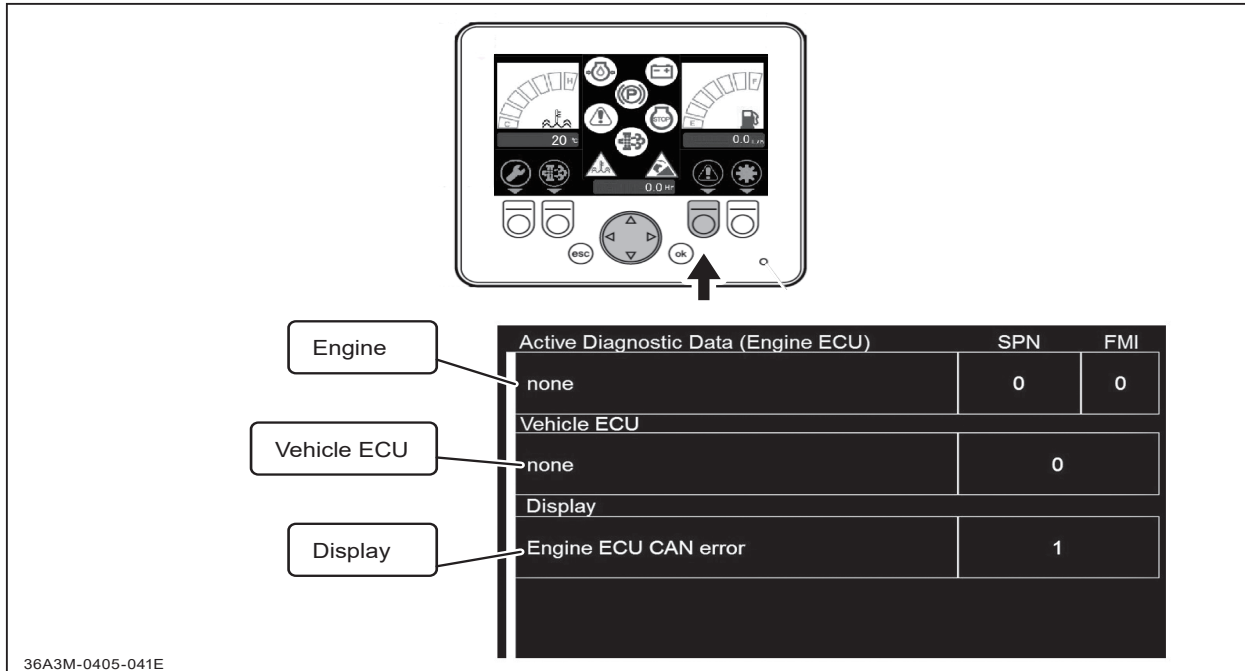 H
F
C
E
P
STOP
20 °C
0.0 L/h
0.0 Hr
esc
ok
Engine
Active Diagnostic Data (Engine ECU) SPN FMI
none 0 0
Vehicle ECU
Vehicle ECU
none 0
Display
Display
Engine ECU CAN error 1
36A3M-0405-041E